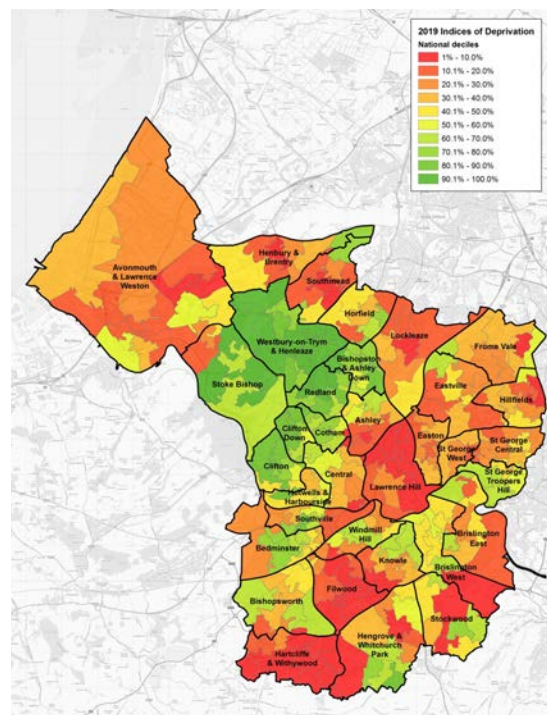 2019 Indices of Deprivation
National deciles
1% - 10.0%
10.1% - 20.0%
20.1% - 30.0%
30.1% - 40.0%
40.1% - 50.0%
50.1% - 60.0%
60.1% - 70.0%
70.1% - 80.0%
80.1% - 90.0%
90.1% - 100.0%
Avonmouth
& Lawrence
Weston
Henbury &
Brentry
Southmead
Horfield
Lockleaze
Frome Vale
Westbury-on-Trym
& Henleaze
Bishopston
& Ashley
Down
Stoke Bishop
Redland
Eastville
Hillfields
Clifton
Down
Cotham
Ashley
Easton
St George
West
St George
Central
Clifton
Central
Lawrence Hill
St George
Troopers
Hill
Hotwells &
Harbourside
Southville
Windmill
Hill
Brislington
East
Bedminster
Knowle
Brislington
West
Bishopsworth
Filwood
Stockwood
Hengrove &
Whitchurch
Park
Hartcliffe
& Withywood